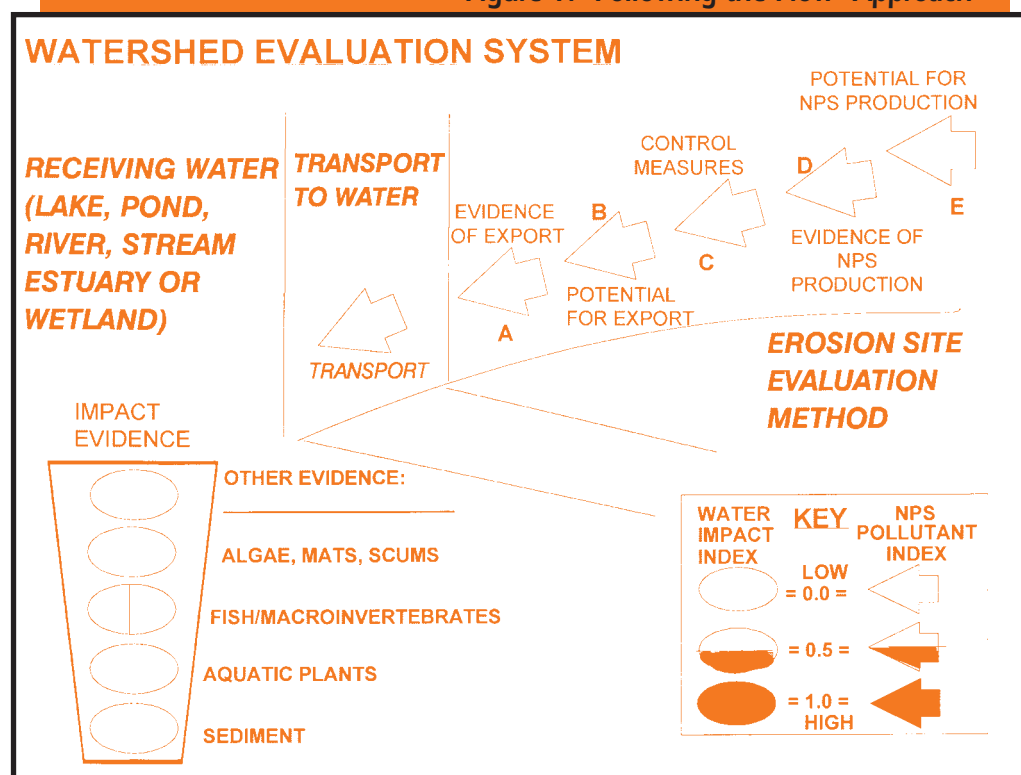 WATERSHED EVALUATION SYSTEM
RECEIVING WATER
(LAKE, POND,
RIVER, STREAM
ESTUARY OR
WETLAND)
TRANSPORT
TO WATER
TRANSPORT
EVIDENCE
OF EXPORT
A
B
POTENTIAL
FOR EXPORT
CONTROL
MEASURES
C
D
EVIDENCE OF
NPS
PRODUCTION
POTENTIAL FOR
NPS PRODUCTION
E
EROSION SITE
EVALUATION
METHOD
IMPACT
EVIDENCE
OTHER EVIDENCE:
ALGAE, MATS, SCUMS
FISH/MACROINVERTEBRATES
AQUATIC PLANTS
SEDIMENT
WATER
IMPACT
INDEX
KEY
NPS
POLLUTANT
INDEX
LOW
= 0.0 =
= 0.5 =
= 1.0 =
HIGH